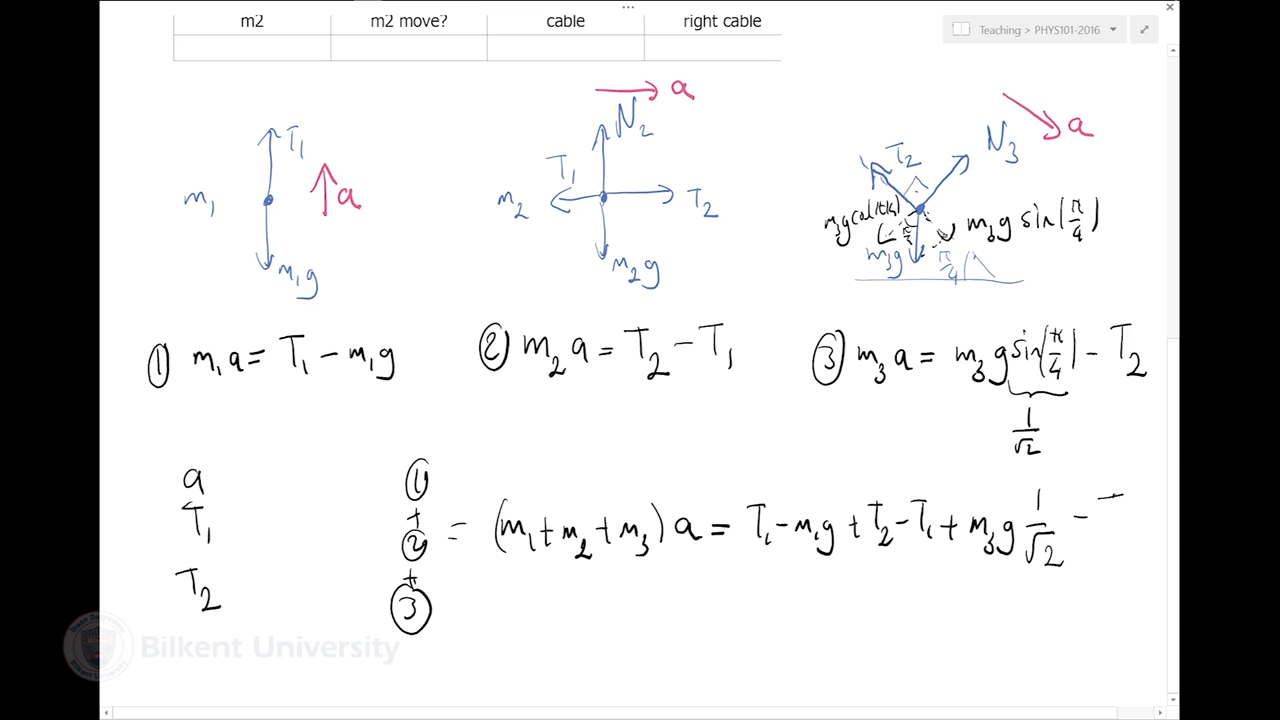 m2 m2 move? cable right cable
Teaching > PHYS101-2016
a
N₂
T₁
a
m₁
m₁g
T₁
m₂
T₂
m₂g
a
N₃
T₂
m₃g sin(π/4)
π/4
m₃g
π/4
① m₁a = T₁ − m₁g
② m₂a = T₂ − T₁
③ m₃a = m₃g sin(π/4) − T₂
1/√2
a
T₁
T₂
① + ② + ③ = (m₁+m₂+m₃)a = T₁−m₁g+T₂−T₁+m₃g 1/√2 −
Bilkent University